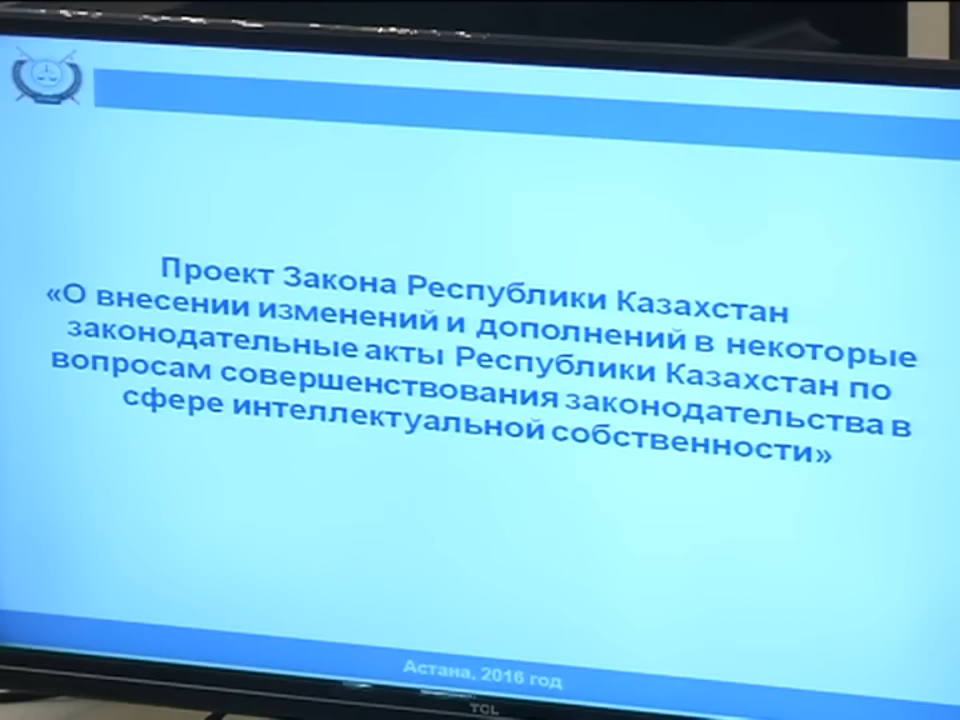 Проект Закона Республики Казахстан
«О внесении изменений и дополнений в некоторые
законодательные акты Республики Казахстан по
вопросам совершенствования законодательства в
сфере интеллектуальной собственности»
Астана, 2016 год
TCL